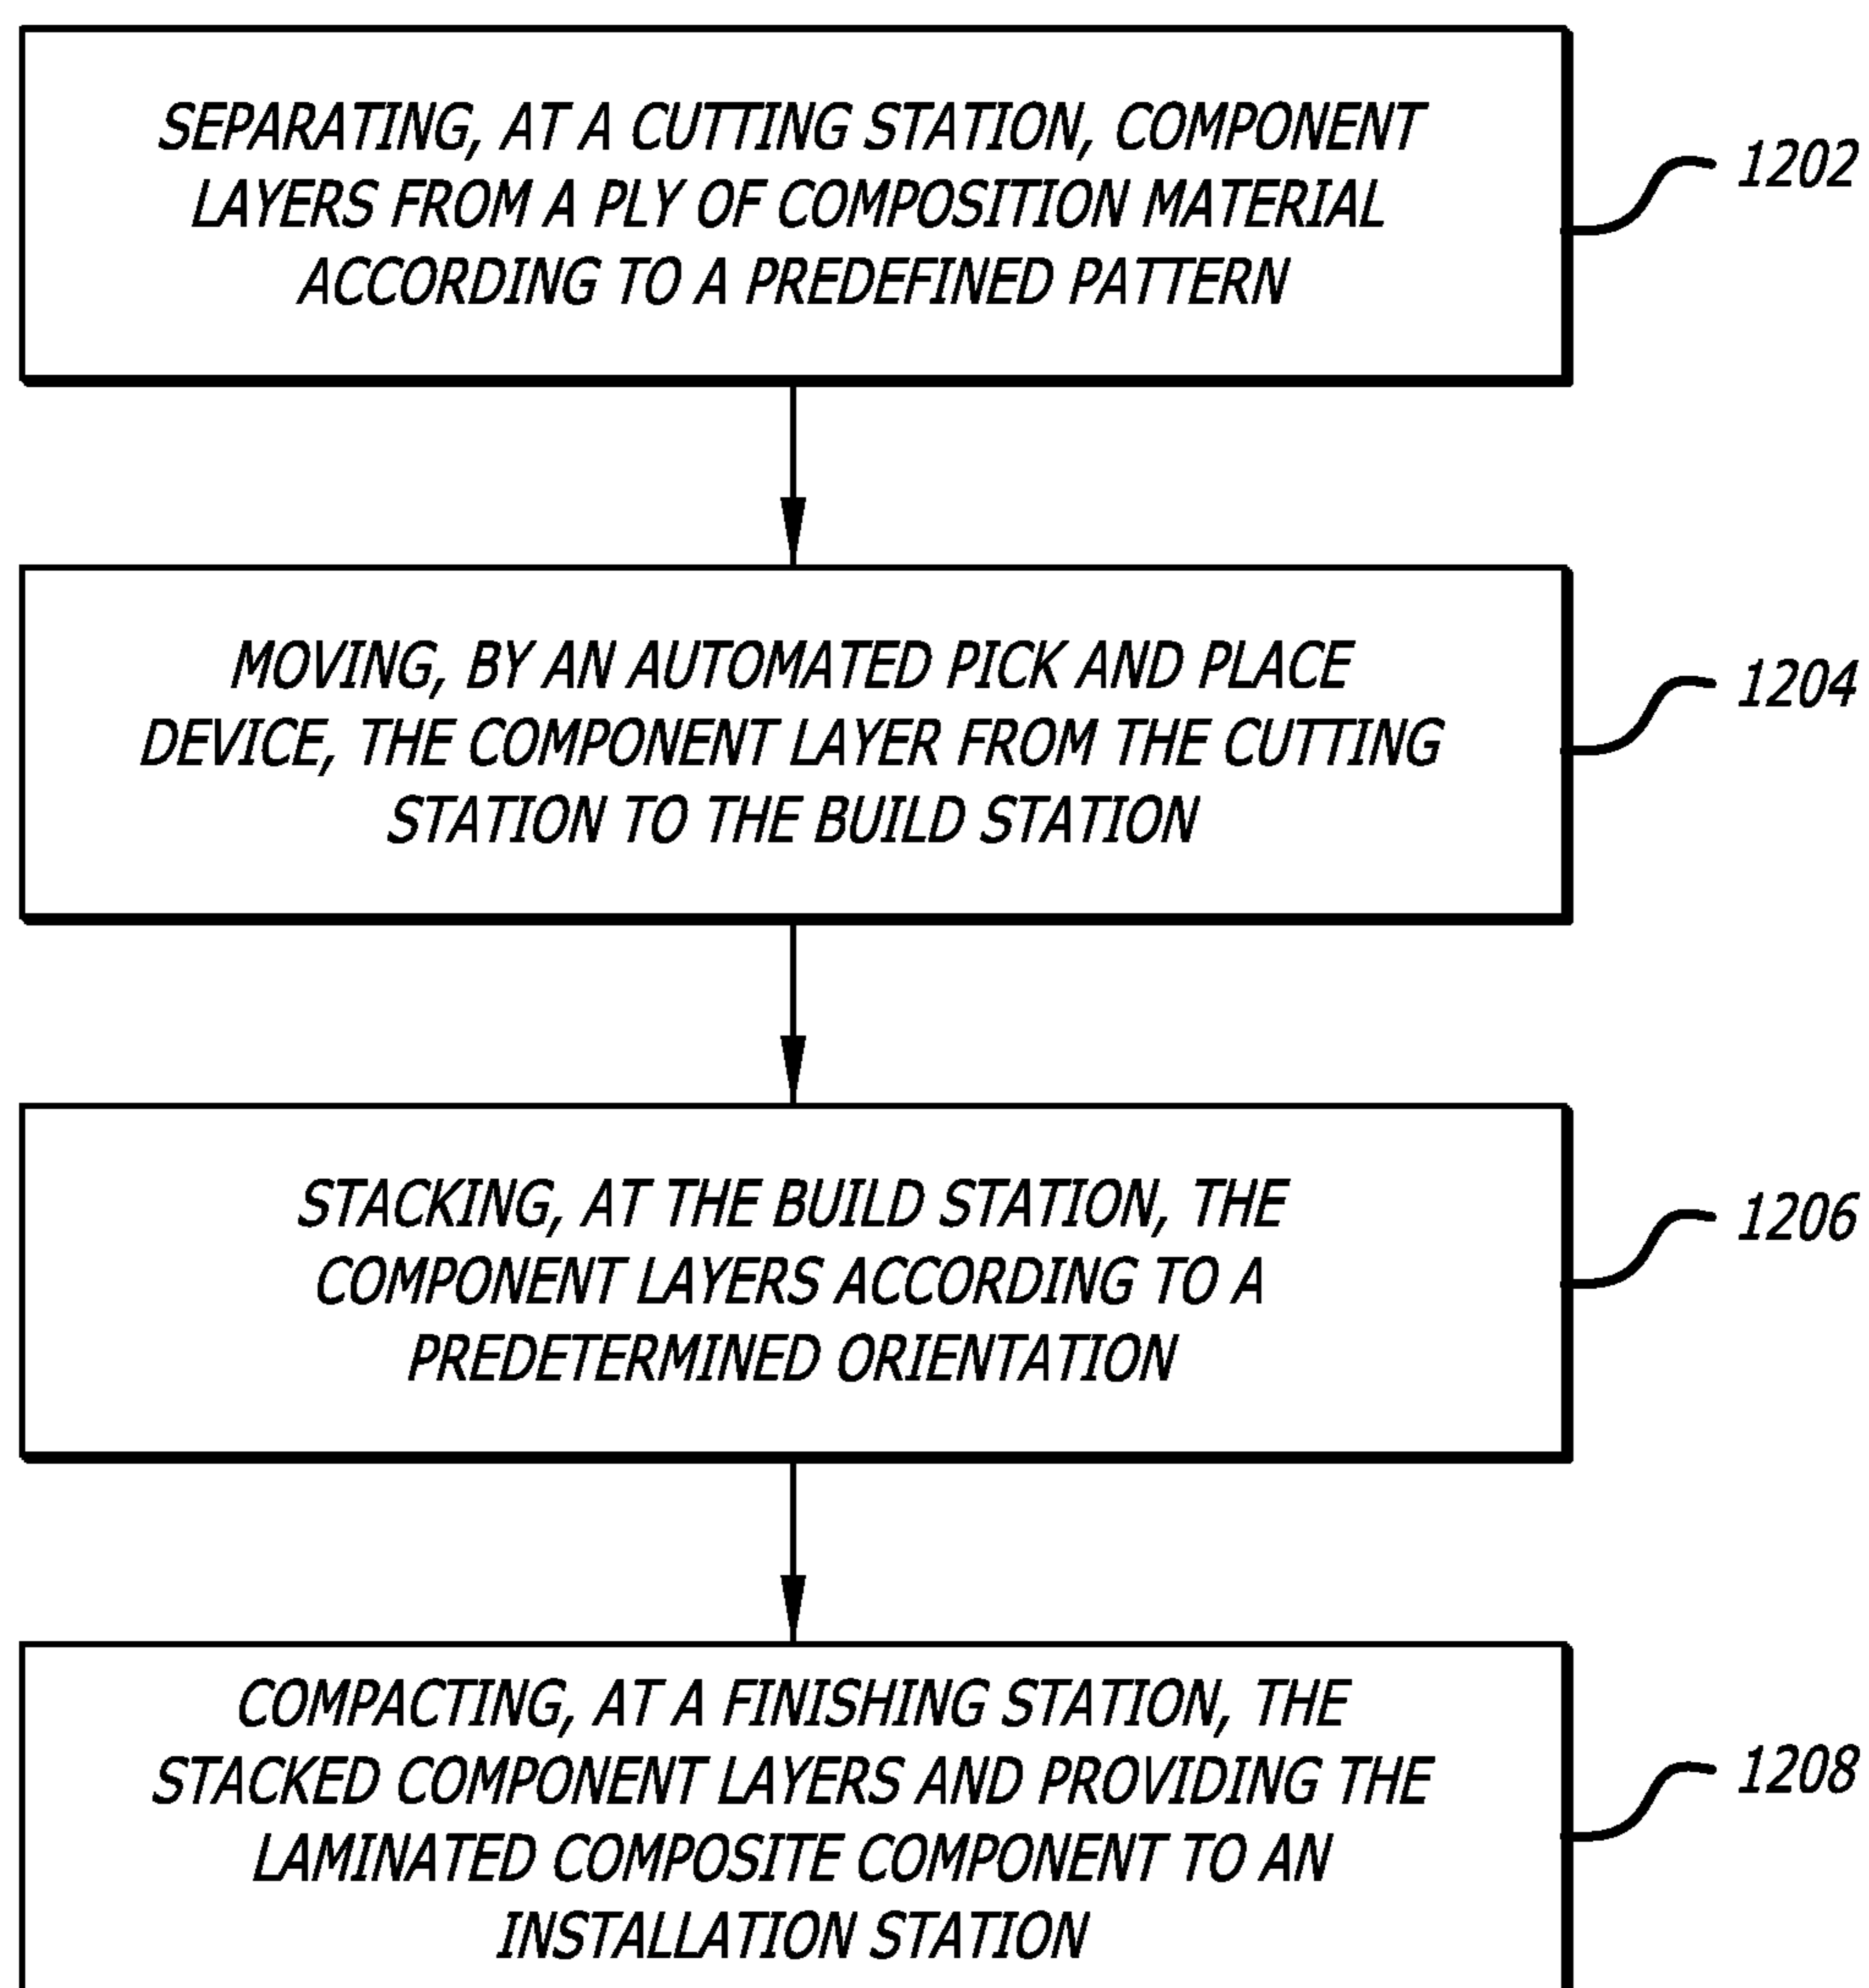 SEPARATING, AT A CUTTING STATION, COMPONENT
LAYERS FROM A PLY OF COMPOSITION MATERIAL
ACCORDING TO A PREDEFINED PATTERN
1202
MOVING, BY AN AUTOMATED PICK AND PLACE
DEVICE, THE COMPONENT LAYER FROM THE CUTTING
STATION TO THE BUILD STATION
1204
STACKING, AT THE BUILD STATION, THE
COMPONENT LAYERS ACCORDING TO A
PREDETERMINED ORIENTATION
1206
COMPACTING, AT A FINISHING STATION, THE
STACKED COMPONENT LAYERS AND PROVIDING THE
LAMINATED COMPOSITE COMPONENT TO AN
INSTALLATION STATION
1208